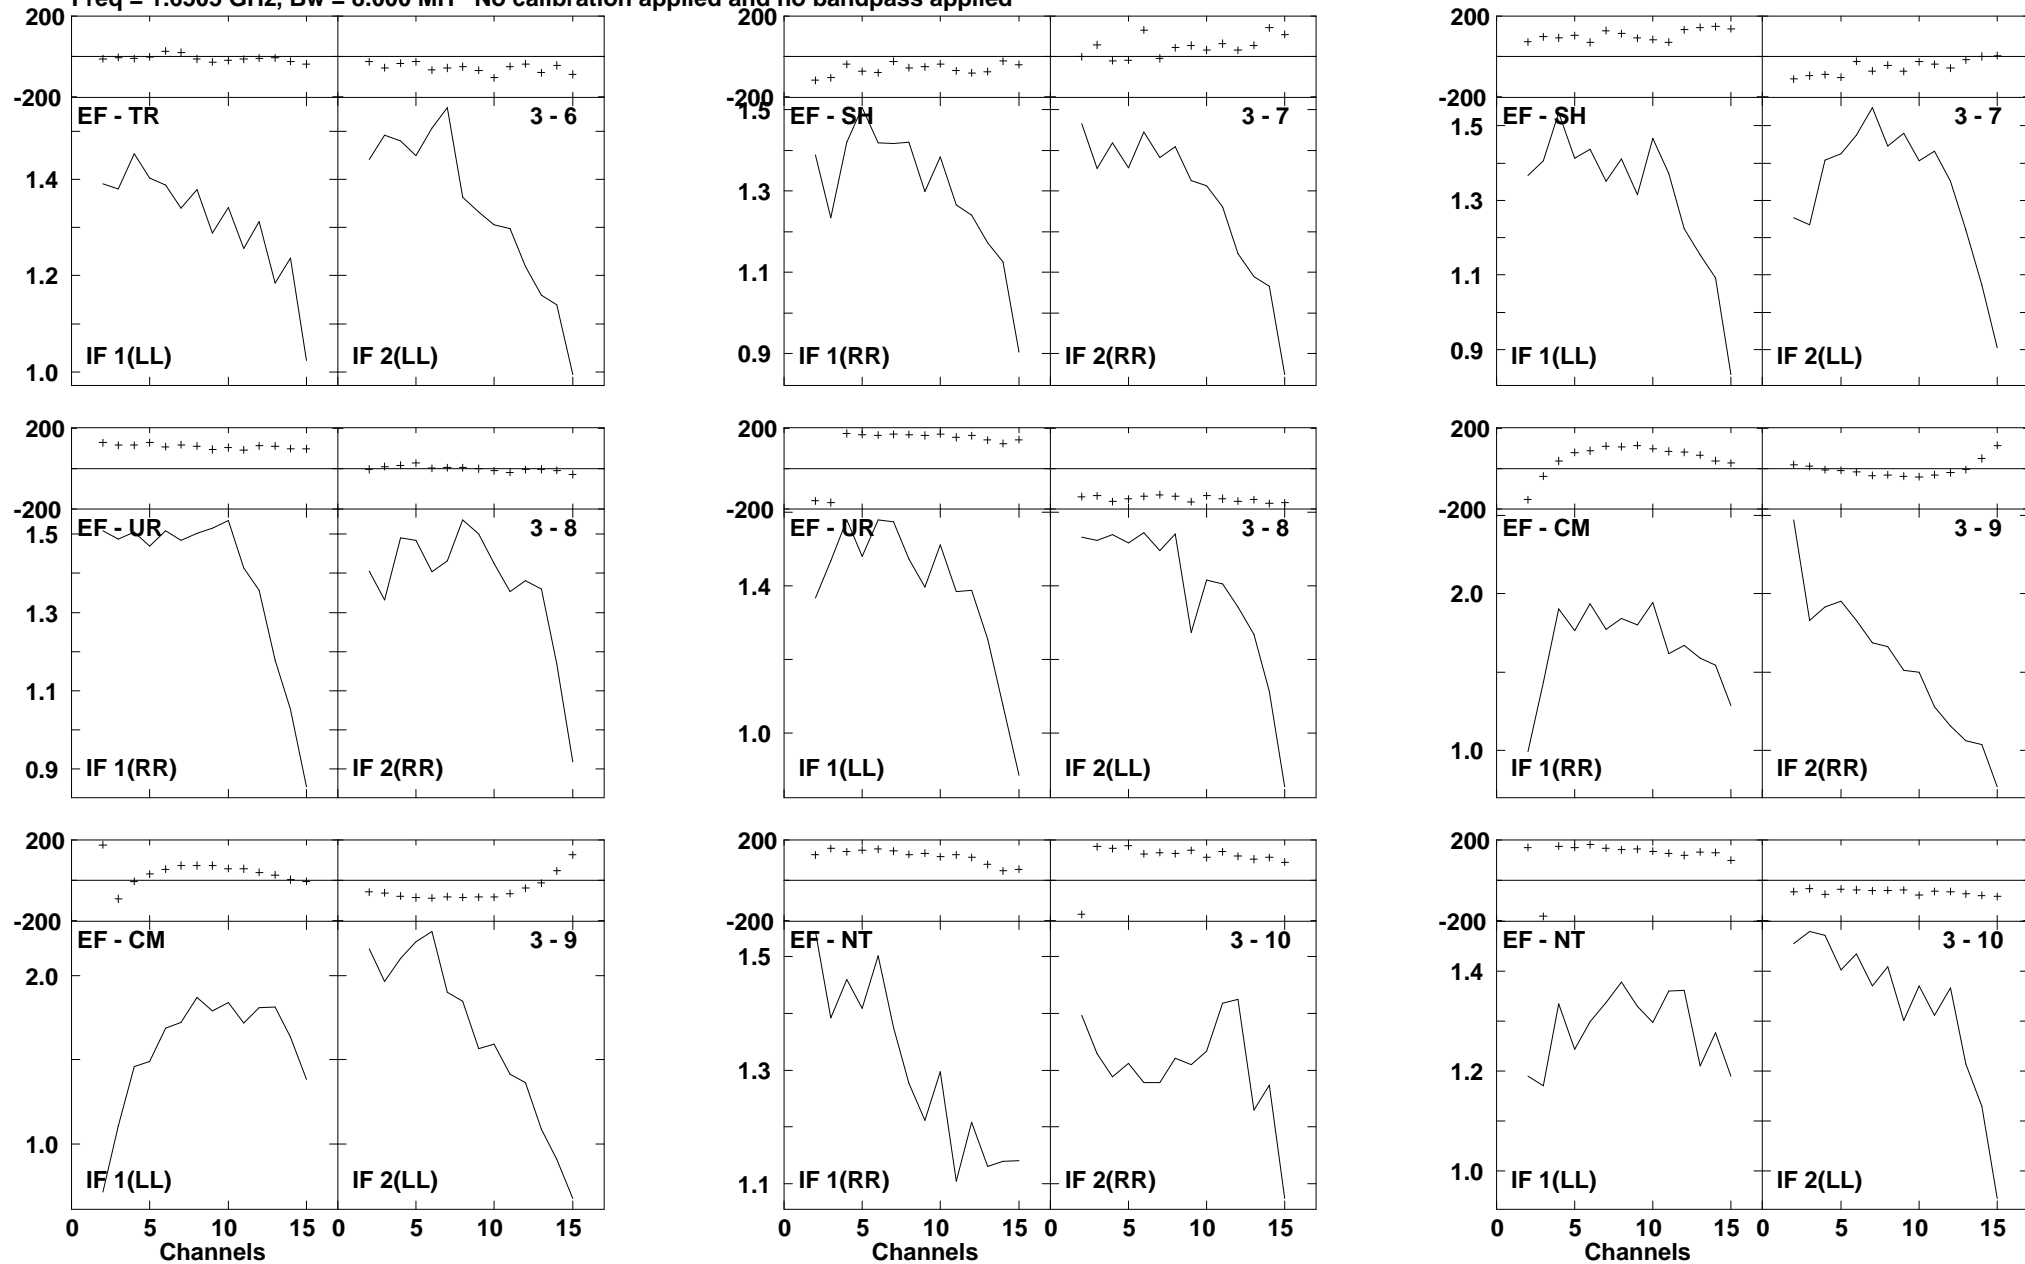 No calibration applied and no bandpass applied
200
-200
EF - TR
3 - 6
1.4
1.2
1.0
IF 1(LL)
IF 2(LL)
200
-200
1.5
EF - SH
3 - 7
1.3
1.1
0.9
IF 1(RR)
IF 2(RR)
200
-200
EF - SH
3 - 7
1.5
1.3
1.1
0.9
IF 1(LL)
IF 2(LL)
200
-200
EF - UR
3 - 8
1.5
1.3
1.1
0.9
IF 1(RR)
IF 2(RR)
200
-200
EF - UR
3 - 8
1.4
1.0
IF 1(LL)
IF 2(LL)
200
-200
EF - CM
3 - 9
2.0
1.0
IF 1(RR)
IF 2(RR)
200
-200
EF - CM
3 - 9
2.0
1.0
IF 1(LL)
IF 2(LL)
0 5 10 15 0 5 10 15
Channels
200
-200
EF - NT
3 - 10
1.5
1.3
1.1
IF 1(RR)
IF 2(RR)
0 5 10 15 0 5 10 15
Channels
200
-200
EF - NT
3 - 10
1.4
1.2
1.0
IF 1(LL)
IF 2(LL)
0 5 10 15 0 5 10 15
Channels